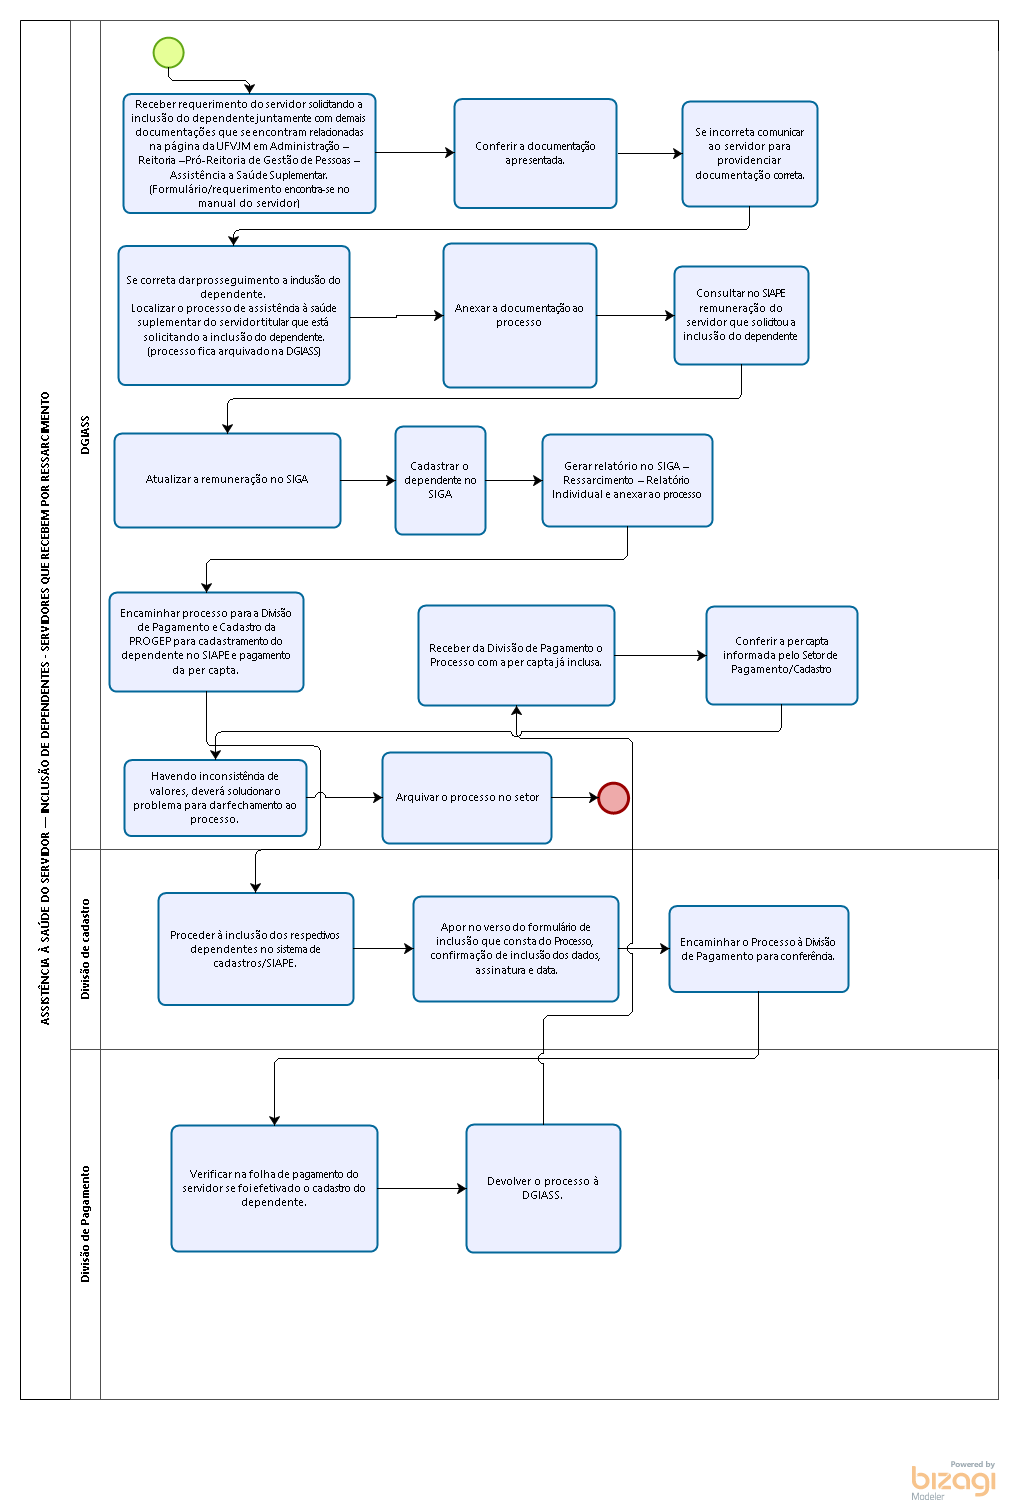 ASSISTÊNCIA À SAÚDE DO SERVIDOR — INCLUSÃO DE DEPENDENTES - SERVIDORES QUE RECEBEM POR RESSARCIMENTO
DGIASS
Receber requerimento do servidor solicitando a
inclusão do dependente juntamente com demais
documentações que se encontram relacionadas
na página da UFVJM em Administração –
Reitoria –Pró-Reitoria de Gestão de Pessoas –
Assistência a Saúde Suplementar.
(Formulário/requerimento encontra-se no
manual do servidor)
Conferir a documentação
apresentada.
Se incorreta comunicar
ao servidor para
providenciar
documentação correta.
Se correta dar prosseguimento a inclusão do
dependente.
Localizar o processo de assistência à saúde
suplementar do servidor titular que está
solicitando a inclusão do dependente.
(processo fica arquivado na DGIASS)
Anexar a documentação ao
processo
Consultar no SIAPE
remuneração do
servidor que solicitou a
inclusão do dependente
Atualizar a remuneração no SIGA
Cadastrar o
dependente no
SIGA
Gerar relatório no SIGA –
Ressarcimento – Relatório
Individual e anexar ao processo
Encaminhar processo para a Divisão
de Pagamento e Cadastro da
PROGEP para cadastramento do
dependente no SIAPE e pagamento
da per capta.
Receber da Divisão de Pagamento o
Processo com a per capta já inclusa.
Conferir a per capta
informada pelo Setor de
Pagamento/Cadastro
Havendo inconsistência de
valores, deverá solucionar o
problema para dar fechamento ao
processo.
Arquivar o processo no setor
Divisão de cadastro
Proceder à inclusão dos respectivos
dependentes no sistema de
cadastros/SIAPE.
Apor no verso do formulário de
inclusão que consta do Processo,
confirmação de inclusão dos dados,
assinatura e data.
Encaminhar o Processo à Divisão
de Pagamento para conferência.
Divisão de Pagamento
Verificar na folha de pagamento do
servidor se foi efetivado o cadastro do
dependente.
Devolver o processo à
DGIASS.
Powered by
bizagi
Modeler